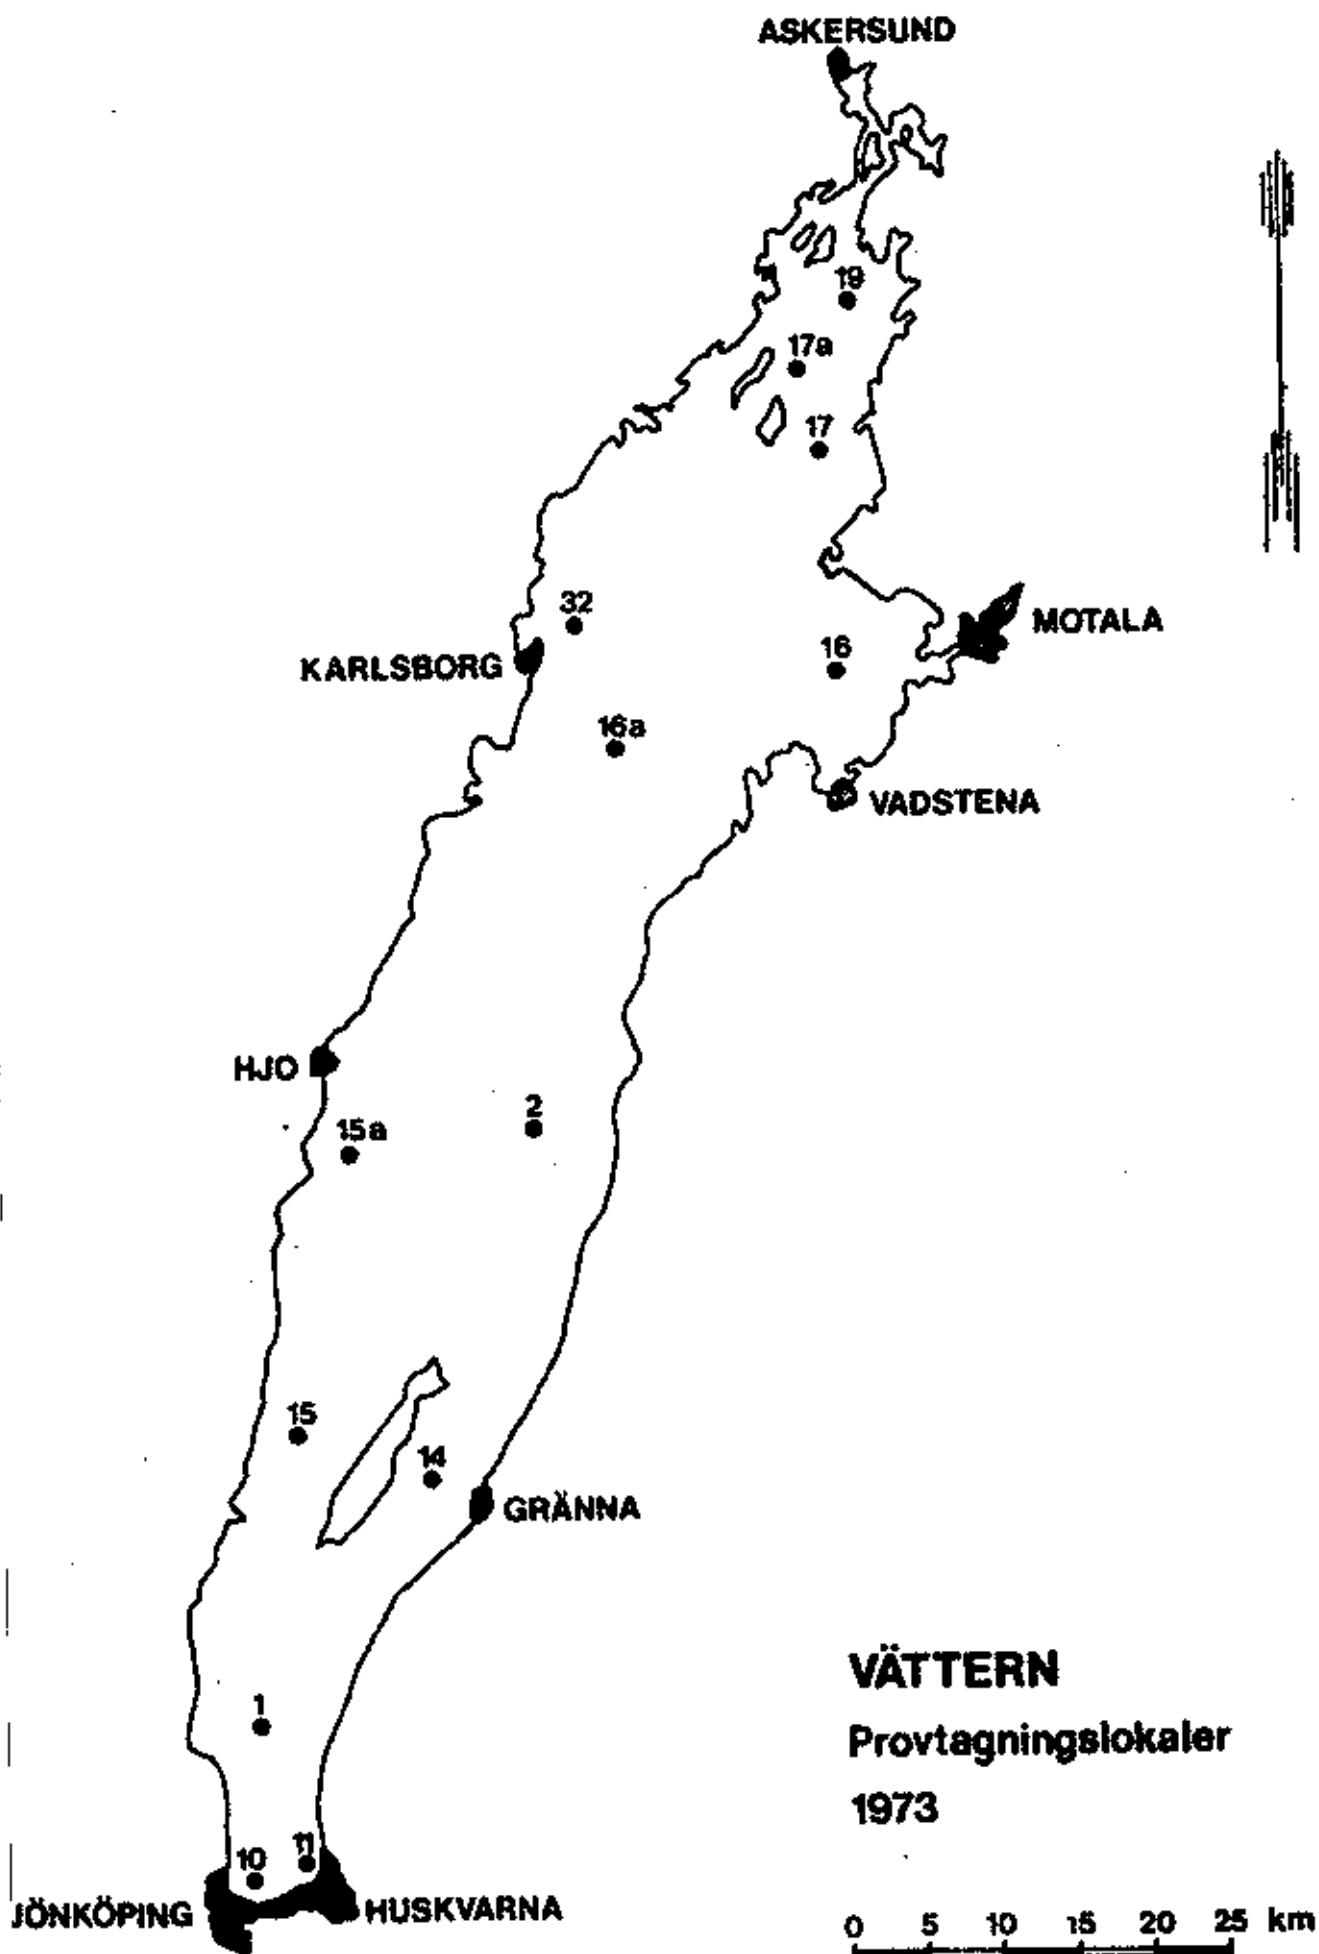 ASKERSUND
19
17a
17
32
MOTALA
16
KARLSBORG
16a
VADSTENA
HJO
2
15a
15
14
GRÄNNA
VÄTTERN
1
Provtagningslokaler
1973
11
10
JÖNKÖPING
HUSKVARNA
0 5 10 15 20 25 km